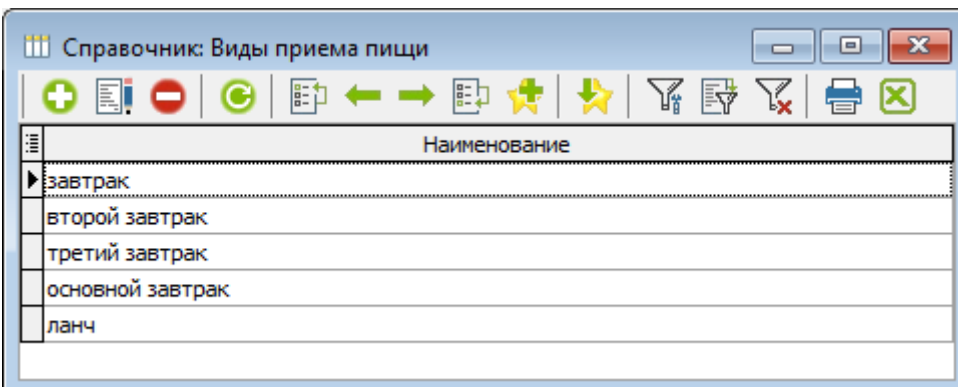 Справочник: Виды приема пищи
Наименование
завтрак
второй завтрак
третий завтрак
основной завтрак
ланч